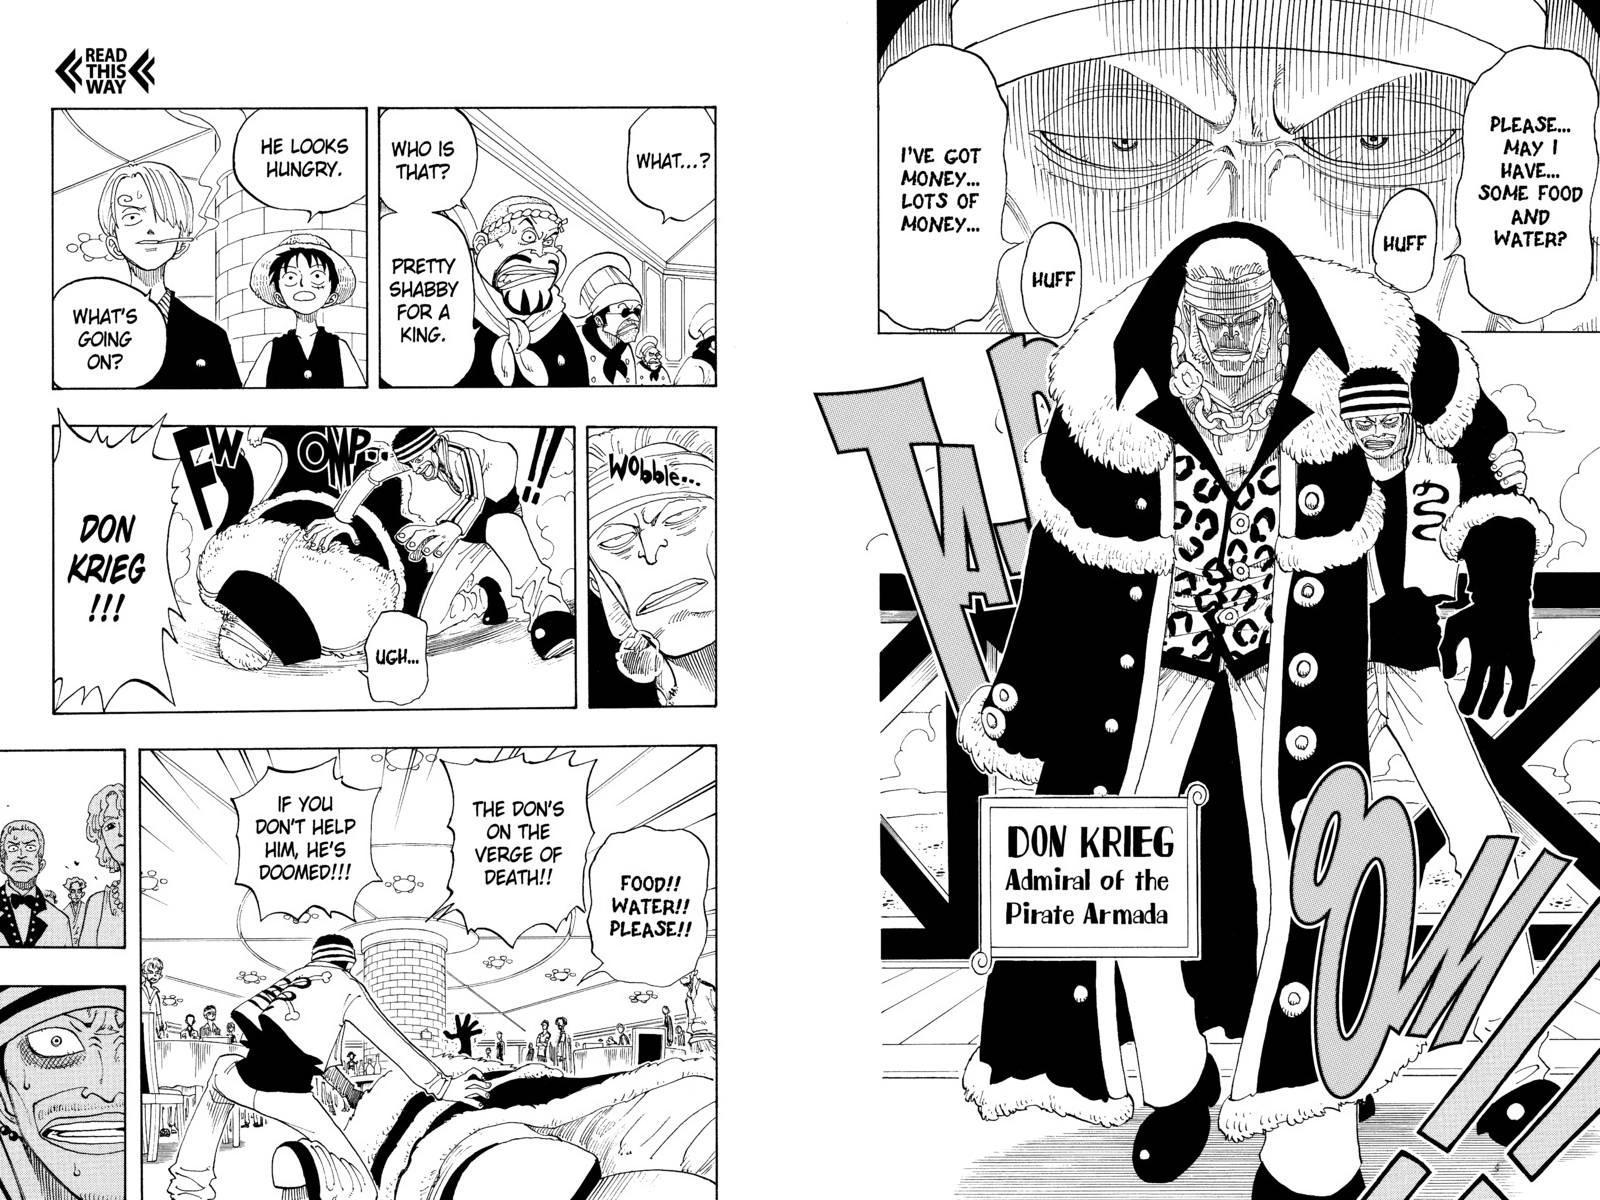 PLEASE...
MAY I
HAVE...
SOME FOOD
AND
WATER?
HUFF
HUFF
I'VE GOT
MONEY...
LOTS OF
MONEY...
TA-DA
DON KRIEG
Admiral of the
Pirate Armada
OM!!
READ
THIS
WAY
WHAT...?
WHO IS
THAT?
PRETTY
SHABBY
FOR A
KING.
HE LOOKS
HUNGRY.
WHAT'S
GOING
ON?
Wobble...
!!
FWOMP...
UGH...
DON
KRIEG
!!!
FOOD!!
WATER!!
PLEASE!!
THE DON'S
ON THE
VERGE OF
DEATH!!
IF YOU
DON'T HELP
HIM, HE'S
DOOMED!!!